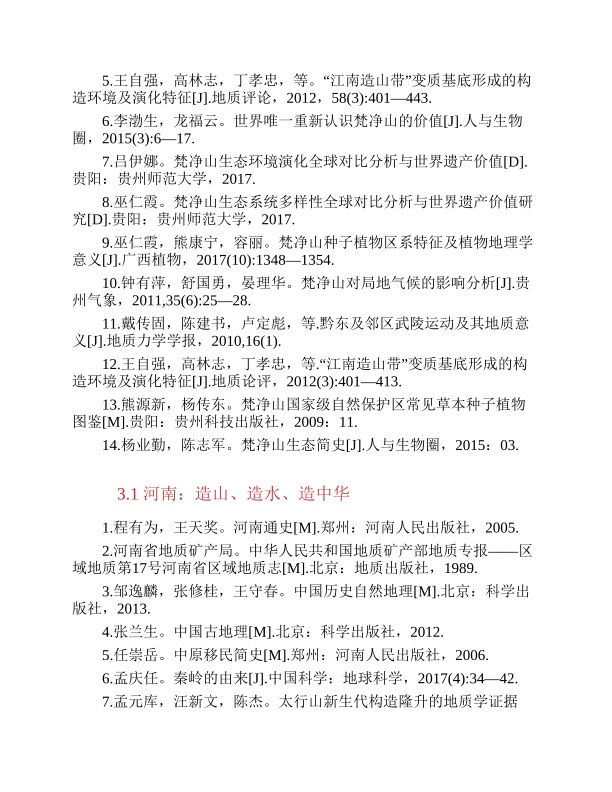 5.王自强，高林志，丁孝忠，等。“江南造山带”变质基底形成的构
造环境及演化特征[J].地质评论，2012，58(3):401—443.
6.李渤生，龙福云。世界唯一重新认识梵净山的价值[J].人与生物
圈，2015(3):6—17.
7.吕伊娜。梵净山生态环境演化全球对比分析与世界遗产价值[D].
贵阳：贵州师范大学，2017.
8.巫仁霞。梵净山生态系统多样性全球对比分析与世界遗产价值研
究[D].贵阳：贵州师范大学，2017.
9.巫仁霞，熊康宁，容丽。梵净山种子植物区系特征及植物地理学
意义[J].广西植物，2017(10):1348—1354.
10.钟有萍，舒国勇，晏理华。梵净山对局地气候的影响分析[J].贵
州气象，2011,35(6):25—28.
11.戴传固，陈建书，卢定彪，等.黔东及邻区武陵运动及其地质意
义[J].地质力学学报，2010,16(1).
12.王自强，高林志，丁孝忠，等.“江南造山带”变质基底形成的构
造环境及演化特征[J].地质论评，2012(3):401—413.
13.熊源新，杨传东。梵净山国家级自然保护区常见草本种子植物
图鉴[M].贵阳：贵州科技出版社，2009：11.
14.杨业勤，陈志军。梵净山生态简史[J].人与生物圈，2015：03.
3.1 河南：造山、造水、造中华
1.程有为，王天奖。河南通史[M].郑州：河南人民出版社，2005.
2.河南省地质矿产局。中华人民共和国地质矿产部地质专报——区
域地质第17号河南省区域地质志[M].北京：地质出版社，1989.
3.邹逸麟，张修桂，王守春。中国历史自然地理[M].北京：科学出
版社，2013.
4.张兰生。中国古地理[M].北京：科学出版社，2012.
5.任崇岳。中原移民简史[M].郑州：河南人民出版社，2006.
6.孟庆任。秦岭的由来[J].中国科学：地球科学，2017(4):34—42.
7.孟元库，汪新文，陈杰。太行山新生代构造隆升的地质学证据